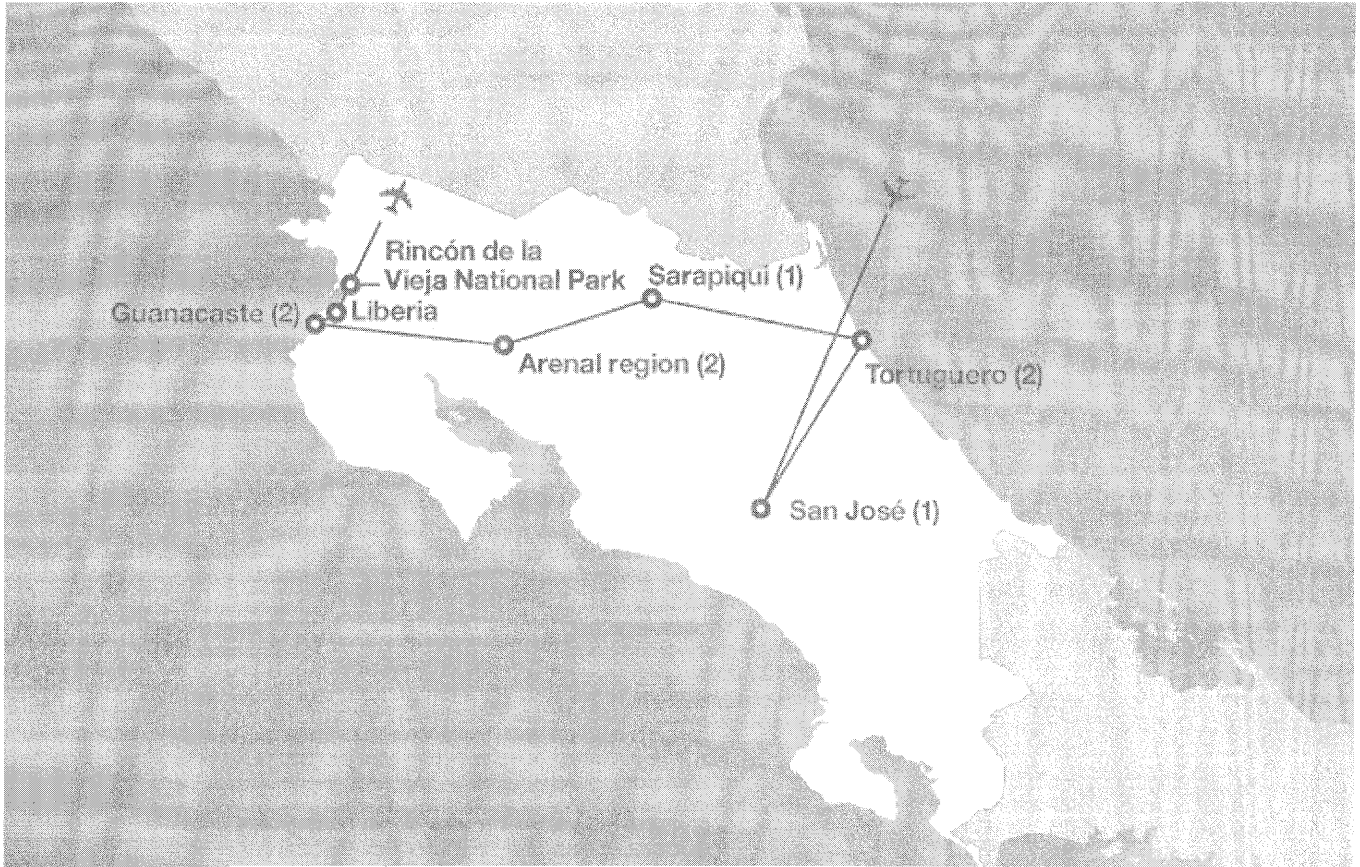 Rincón de la
Vieja National Park
Sarapiqui (1)
Guanacaste (2)
Liberia
Arenal region (2)
Tortuguero (2)
San José (1)